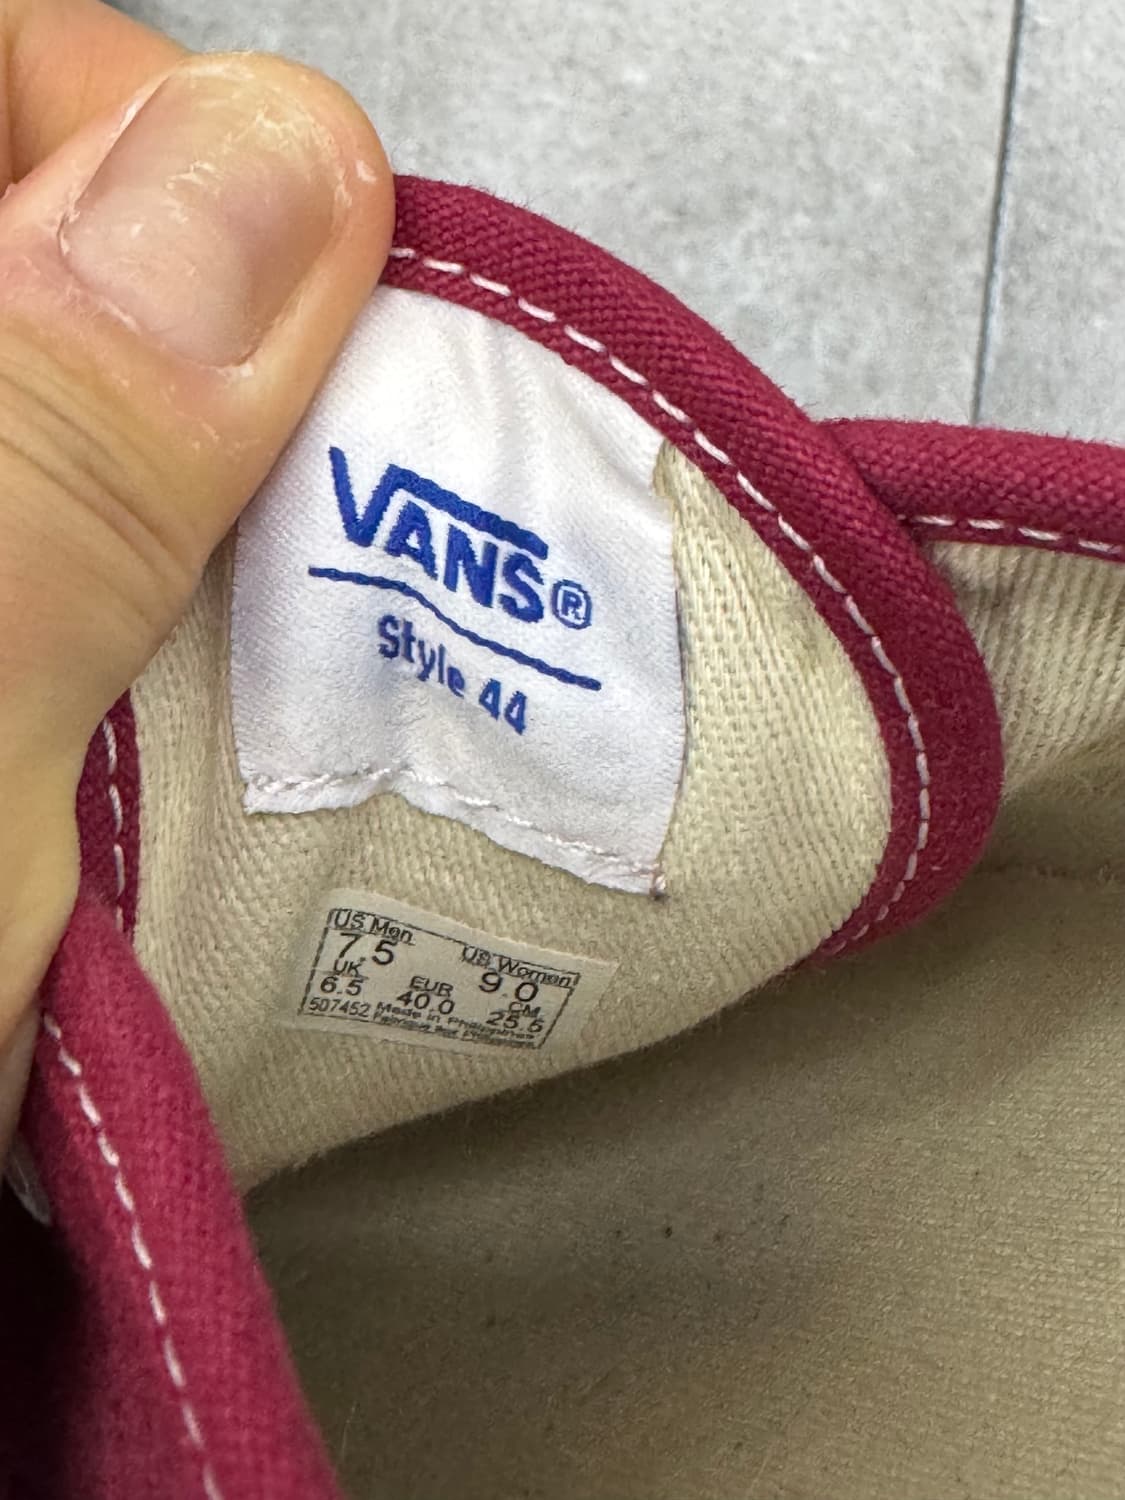 VANS®
Style 44
US Men US Women
7.5 9.0
UK EUR CM
6.5 40.0 25.5
507452 Made in Philippines
Philippines